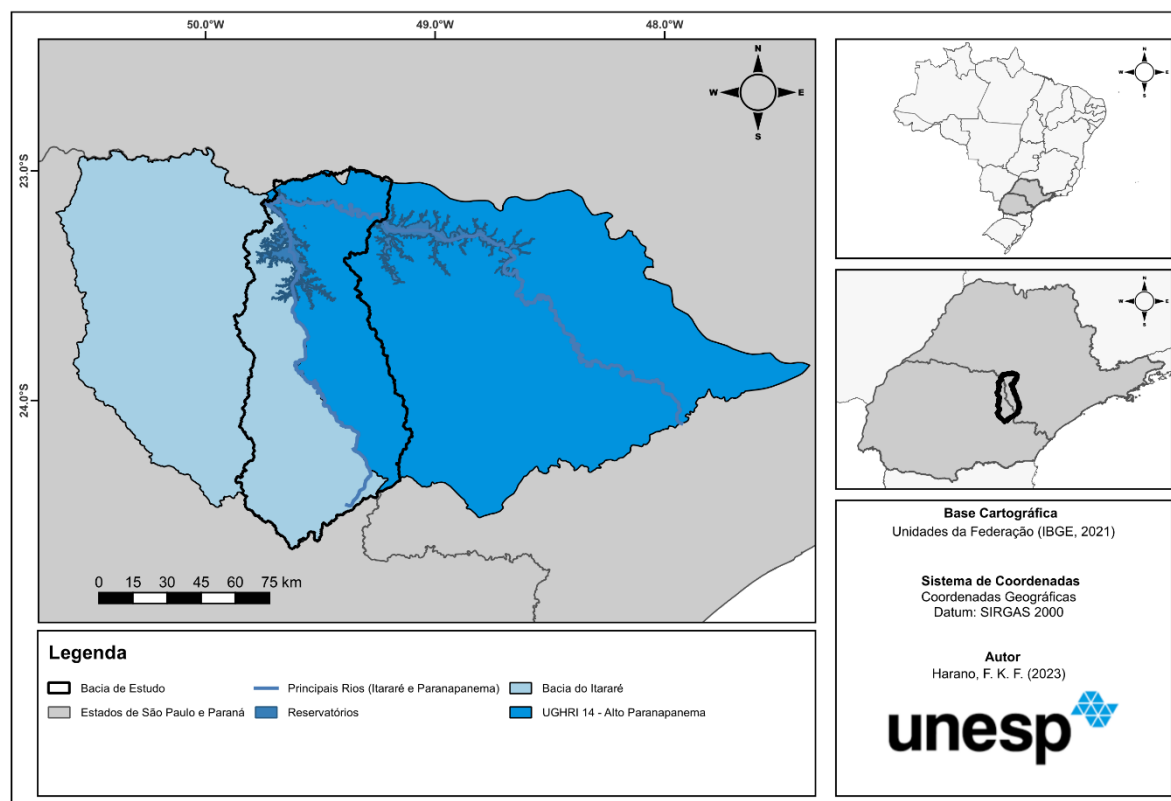 50.0°W 49.0°W 48.0°W
23.0°S
24.0°S
N
W E
S
0 15 30 45 60 75 km
N
W E
S
N
W E
S
Legenda
Bacia de Estudo
Principais Rios (Itararé e Paranapanema)
Bacia do Itararé
Estados de São Paulo e Paraná
Reservatórios
UGHRI 14 - Alto Paranapanema
Base Cartográfica
Unidades da Federação (IBGE, 2021)
Sistema de Coordenadas
Coordenadas Geográficas
Datum: SIRGAS 2000
Autor
Harano, F. K. F. (2023)
unesp